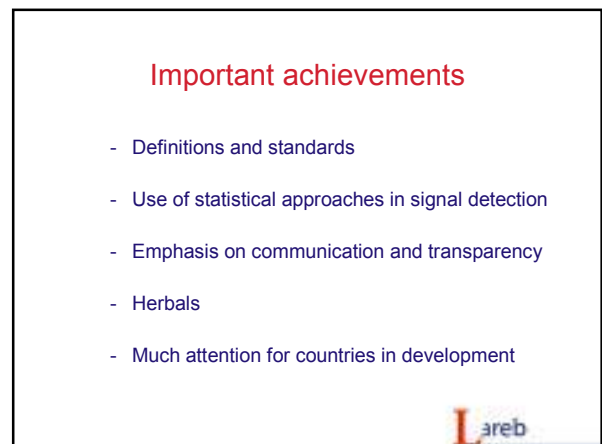 Important achievements
- Definitions and standards
- Use of statistical approaches in signal detection
- Emphasis on communication and transparency
- Herbals
- Much attention for countries in development
Lareb